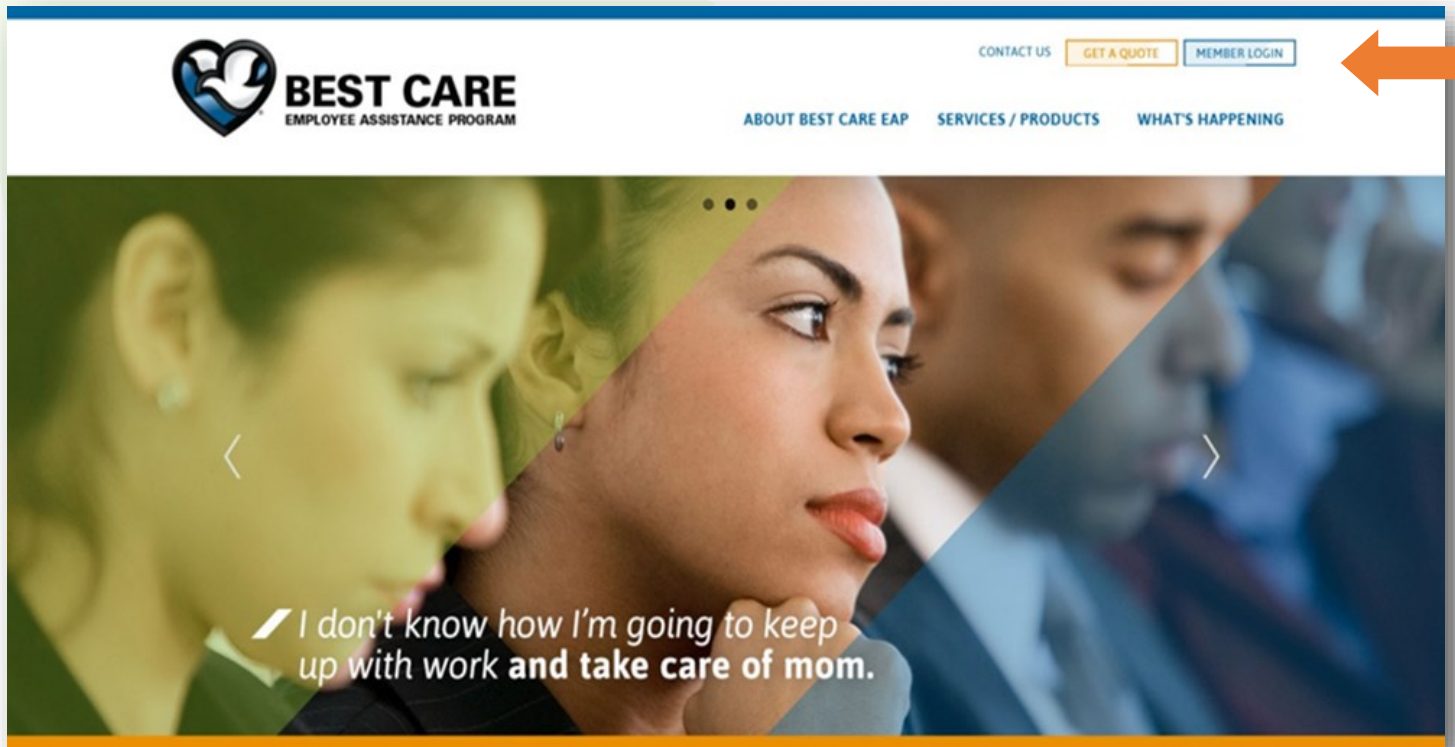 BEST CARE
EMPLOYEE ASSISTANCE PROGRAM
CONTACT US GET A QUOTE MEMBER LOGIN
ABOUT BEST CARE EAP SERVICES / PRODUCTS WHAT'S HAPPENING
I don't know how I'm going to keep
up with work and take care of mom.